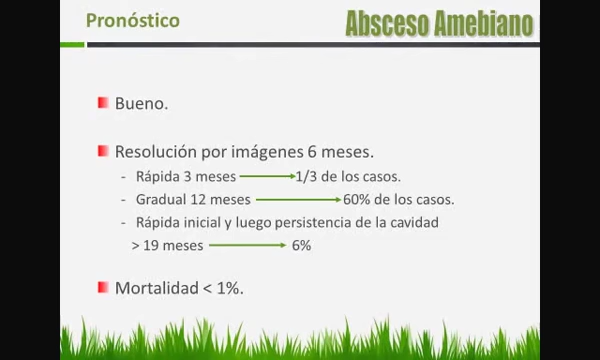 Pronóstico
Absceso Amebiano
Bueno.
Resolución por imágenes 6 meses.
- Rápida 3 meses 1/3 de los casos.
- Gradual 12 meses 60% de los casos.
- Rápida inicial y luego persistencia de la cavidad
> 19 meses 6%
Mortalidad < 1%.